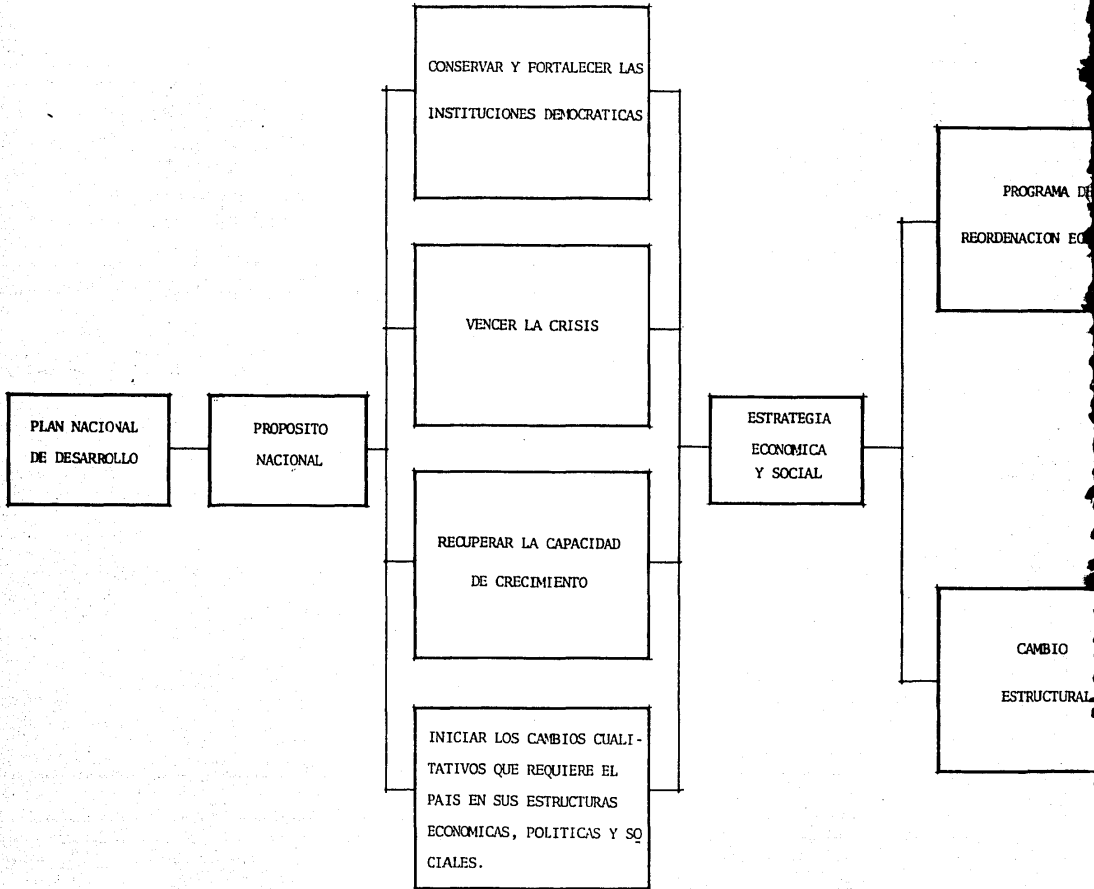 PLAN NACIONAL
DE DESARROLLO
PROPOSITO
NACIONAL
CONSERVAR Y FORTALECER LAS
INSTITUCIONES DEMOCRATICAS
VENCER LA CRISIS
RECUPERAR LA CAPACIDAD
DE CRECIMIENTO
INICIAR LOS CAMBIOS CUALI-
TATIVOS QUE REQUIERE EL
PAIS EN SUS ESTRUCTURAS
ECONOMICAS, POLITICAS Y SO
CIALES.
ESTRATEGIA
ECONOMICA
Y SOCIAL
PROGRAMA
REORDENACION
CAMBIO
ESTRUCTURAL